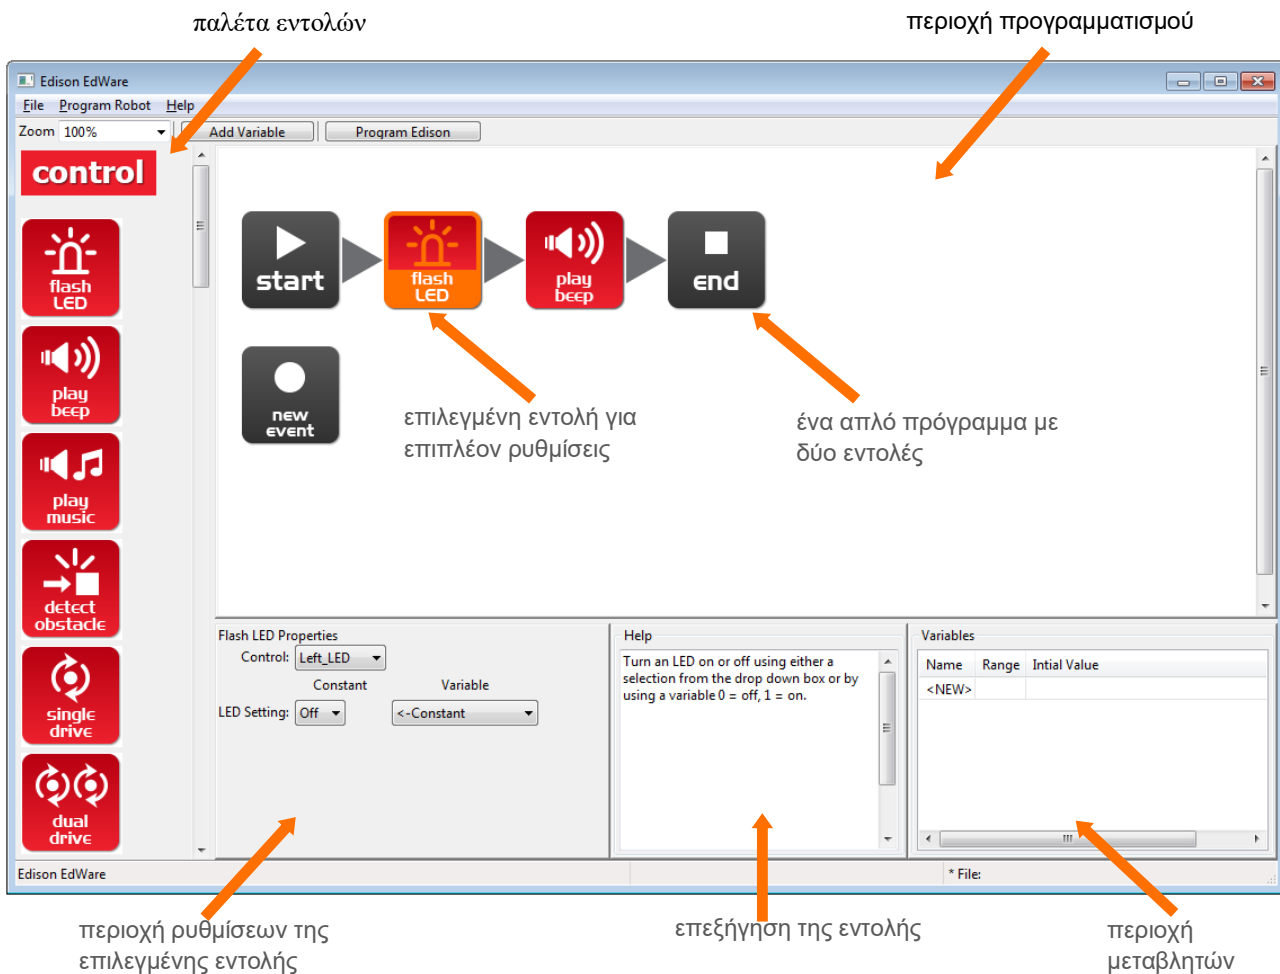 παλέτα εντολών
περιοχή προγραμματισμού
Edison EdWare
File Program Robot Help
Zoom 100% Add Variable Program Edison
control
flash
LED
play
beep
play
music
detect
obstacle
single
drive
dual
drive
start
flash
LED
play
beep
end
new
event
επιλεγμένη εντολή για
επιπλέον ρυθμίσεις
ένα απλό πρόγραμμα με
δύο εντολές
Flash LED Properties
Control: Left_LED
Constant Variable
LED Setting: Off <-Constant
Help
Turn an LED on or off using either a
selection from the drop down box or by
using a variable 0 = off, 1 = on.
Variables
Name Range Intial Value
<NEW>
Edison EdWare
* File:
περιοχή ρυθμίσεων της
επιλεγμένης εντολής
επεξήγηση της εντολής
περιοχή
μεταβλητών